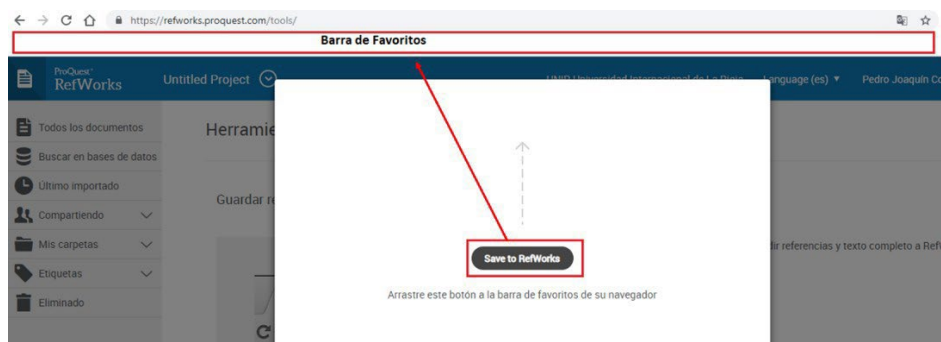 https://refworks.proquest.com/tools/
Barra de Favoritos
ProQuest
RefWorks
Untitled Project
UNIR Universidad Internacional de La Rioja
Language (es)
Pedro Joaquín
Todos los documentos
Buscar en bases de datos
Último importado
Compartiendo
Mis carpetas
Etiquetas
Eliminado
Herramie
Guardar re
dir referencias y texto completo a Ref
Save to RefWorks
Arrastre este botón a la barra de favoritos de su navegador